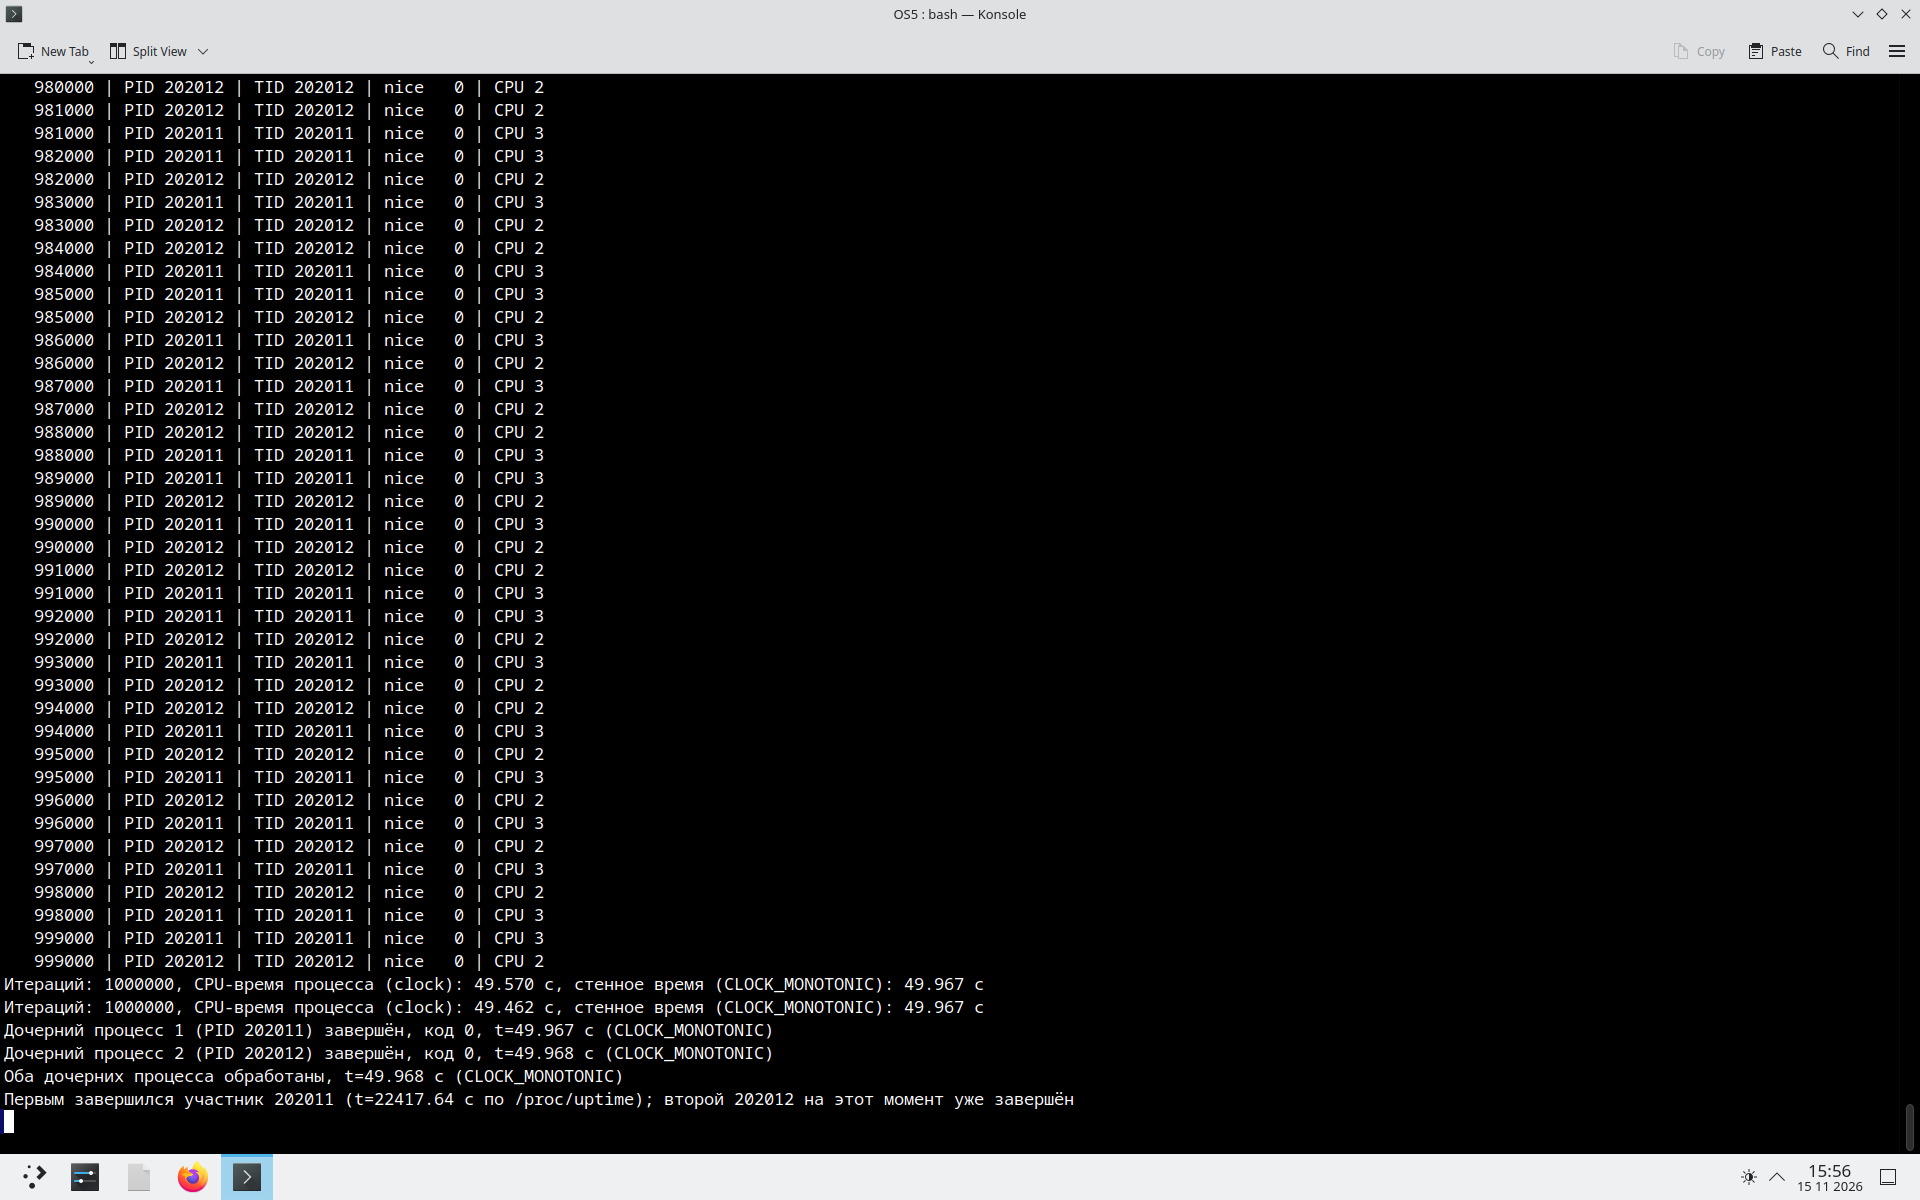 OS5 : bash — Konsole
New Tab Split View Copy Paste Find
980000 | PID 202012 | TID 202012 | nice 0 | CPU 2
981000 | PID 202012 | TID 202012 | nice 0 | CPU 2
981000 | PID 202011 | TID 202011 | nice 0 | CPU 3
982000 | PID 202011 | TID 202011 | nice 0 | CPU 3
982000 | PID 202012 | TID 202012 | nice 0 | CPU 2
983000 | PID 202011 | TID 202011 | nice 0 | CPU 3
983000 | PID 202012 | TID 202012 | nice 0 | CPU 2
984000 | PID 202012 | TID 202012 | nice 0 | CPU 2
984000 | PID 202011 | TID 202011 | nice 0 | CPU 3
985000 | PID 202011 | TID 202011 | nice 0 | CPU 3
985000 | PID 202012 | TID 202012 | nice 0 | CPU 2
986000 | PID 202011 | TID 202011 | nice 0 | CPU 3
986000 | PID 202012 | TID 202012 | nice 0 | CPU 2
987000 | PID 202011 | TID 202011 | nice 0 | CPU 3
987000 | PID 202012 | TID 202012 | nice 0 | CPU 2
988000 | PID 202012 | TID 202012 | nice 0 | CPU 2
988000 | PID 202011 | TID 202011 | nice 0 | CPU 3
989000 | PID 202011 | TID 202011 | nice 0 | CPU 3
989000 | PID 202012 | TID 202012 | nice 0 | CPU 2
990000 | PID 202011 | TID 202011 | nice 0 | CPU 3
990000 | PID 202012 | TID 202012 | nice 0 | CPU 2
991000 | PID 202012 | TID 202012 | nice 0 | CPU 2
991000 | PID 202011 | TID 202011 | nice 0 | CPU 3
992000 | PID 202011 | TID 202011 | nice 0 | CPU 3
992000 | PID 202012 | TID 202012 | nice 0 | CPU 2
993000 | PID 202011 | TID 202011 | nice 0 | CPU 3
993000 | PID 202012 | TID 202012 | nice 0 | CPU 2
994000 | PID 202012 | TID 202012 | nice 0 | CPU 2
994000 | PID 202011 | TID 202011 | nice 0 | CPU 3
995000 | PID 202012 | TID 202012 | nice 0 | CPU 2
995000 | PID 202011 | TID 202011 | nice 0 | CPU 3
996000 | PID 202012 | TID 202012 | nice 0 | CPU 2
996000 | PID 202011 | TID 202011 | nice 0 | CPU 3
997000 | PID 202012 | TID 202012 | nice 0 | CPU 2
997000 | PID 202011 | TID 202011 | nice 0 | CPU 3
998000 | PID 202012 | TID 202012 | nice 0 | CPU 2
998000 | PID 202011 | TID 202011 | nice 0 | CPU 3
999000 | PID 202011 | TID 202011 | nice 0 | CPU 3
999000 | PID 202012 | TID 202012 | nice 0 | CPU 2
Итераций: 1000000, CPU-время процесса (clock): 49.570 с, стенное время (CLOCK_MONOTONIC): 49.967 с
Итераций: 1000000, CPU-время процесса (clock): 49.462 с, стенное время (CLOCK_MONOTONIC): 49.967 с
Дочерний процесс 1 (PID 202011) завершён, код 0, t=49.967 с (CLOCK_MONOTONIC)
Дочерний процесс 2 (PID 202012) завершён, код 0, t=49.968 с (CLOCK_MONOTONIC)
Оба дочерних процесса обработаны, t=49.968 с (CLOCK_MONOTONIC)
Первым завершился участник 202011 (t=22417.64 с по /proc/uptime); второй 202012 на этот момент уже завершён
15:56
15 11 2026